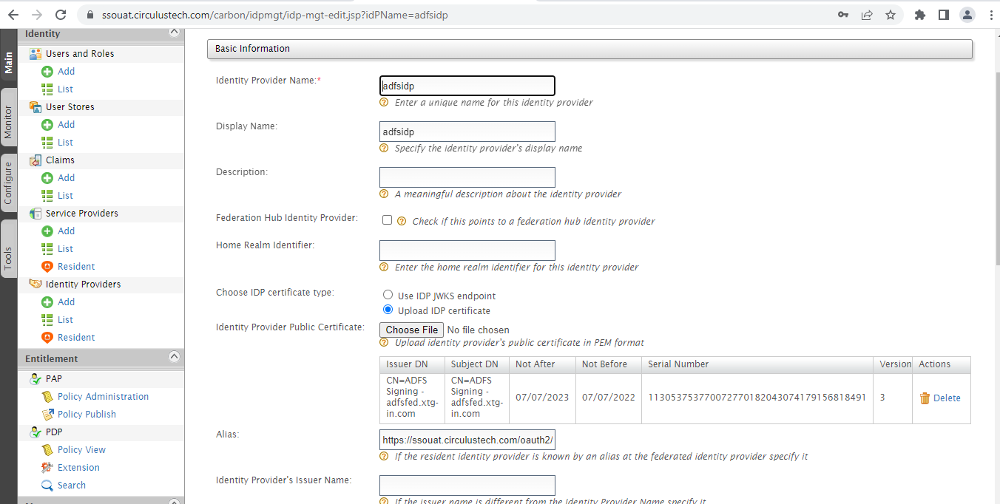 ssouat.circulustech.com/carbon/idpmgt/idp-mgt-edit.jsp?idPName=adfsidp
Main
Monitor
Configure
Tools
Identity
Users and Roles
Add
List
User Stores
Add
List
Claims
Add
List
Service Providers
Add
List
Resident
Identity Providers
Add
List
Resident
Entitlement
PAP
Policy Administration
Policy Publish
PDP
Policy View
Extension
Search
Basic Information
Identity Provider Name:*
adfsidp
Enter a unique name for this identity provider
Display Name:
adfsidp
Specify the identity provider's display name
Description:
A meaningful description about the identity provider
Federation Hub Identity Provider:
Check if this points to a federation hub identity provider
Home Realm Identifier:
Enter the home realm identifier for this identity provider
Choose IDP certificate type:
Use IDP JWKS endpoint
Upload IDP certificate
Identity Provider Public Certificate:
Choose File No file chosen
Upload identity provider's public certificate in PEM format
Issuer DN Subject DN Not After Not Before Serial Number Version Actions
CN=ADFS Signing - adfsfed.xtg-in.com CN=ADFS Signing - adfsfed.xtg-in.com 07/07/2023 07/07/2022 113053753770072770182043074179156818491 3 Delete
Alias:
https://ssouat.circulustech.com/oauth2/
If the resident identity provider is known by an alias at the federated identity provider specify it
Identity Provider's Issuer Name:
If the issuer name is different from the Identity Provider Name specify it